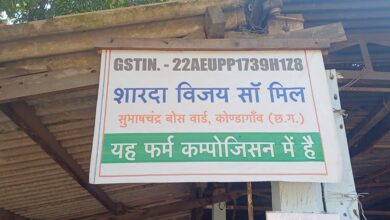 GSTIN. - 22AEUPP1739H1Z8
शारदा विजय सॉ मिल
सुभाषचंद्र बोस वार्ड, कोण्डागाँव (छ.ग.)
यह फर्म कम्पोजिसन में है